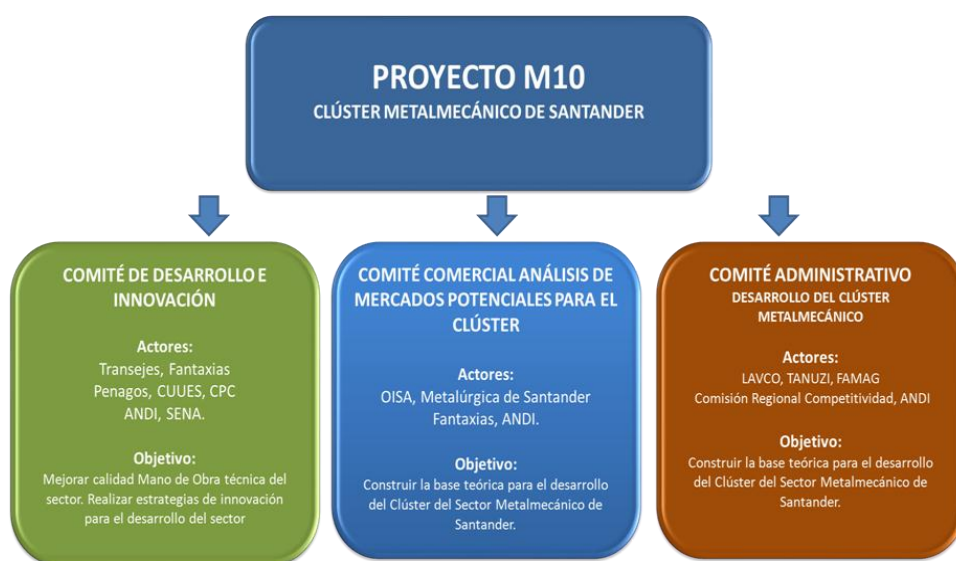 PROYECTO M10
CLÚSTER METALMECÁNICO DE SANTANDER
COMITÉ DE DESARROLLO E
INNOVACIÓN
Actores:
Transejes, Fantaxias
Penagos, CUUES, CPC
ANDI, SENA.
Objetivo:
Mejorar calidad Mano de Obra técnica del
sector. Realizar estrategias de innovación
para el desarrollo del sector
COMITÉ COMERCIAL ANÁLISIS DE
MERCADOS POTENCIALES PARA EL
CLÚSTER
Actores:
OISA, Metalúrgica de Santander
Fantaxias, ANDI.
Objetivo:
Construir la base teórica para el desarrollo
del Clúster del Sector Metalmecánico de
Santander.
COMITÉ ADMINISTRATIVO
DESARROLLO DEL CLÚSTER
METALMECÁNICO
Actores:
LAVCO, TANUZI, FAMAG
Comisión Regional Competitividad, ANDI
Objetivo:
Construir la base teórica para el desarrollo
del Clúster del Sector Metalmecánico de
Santander.